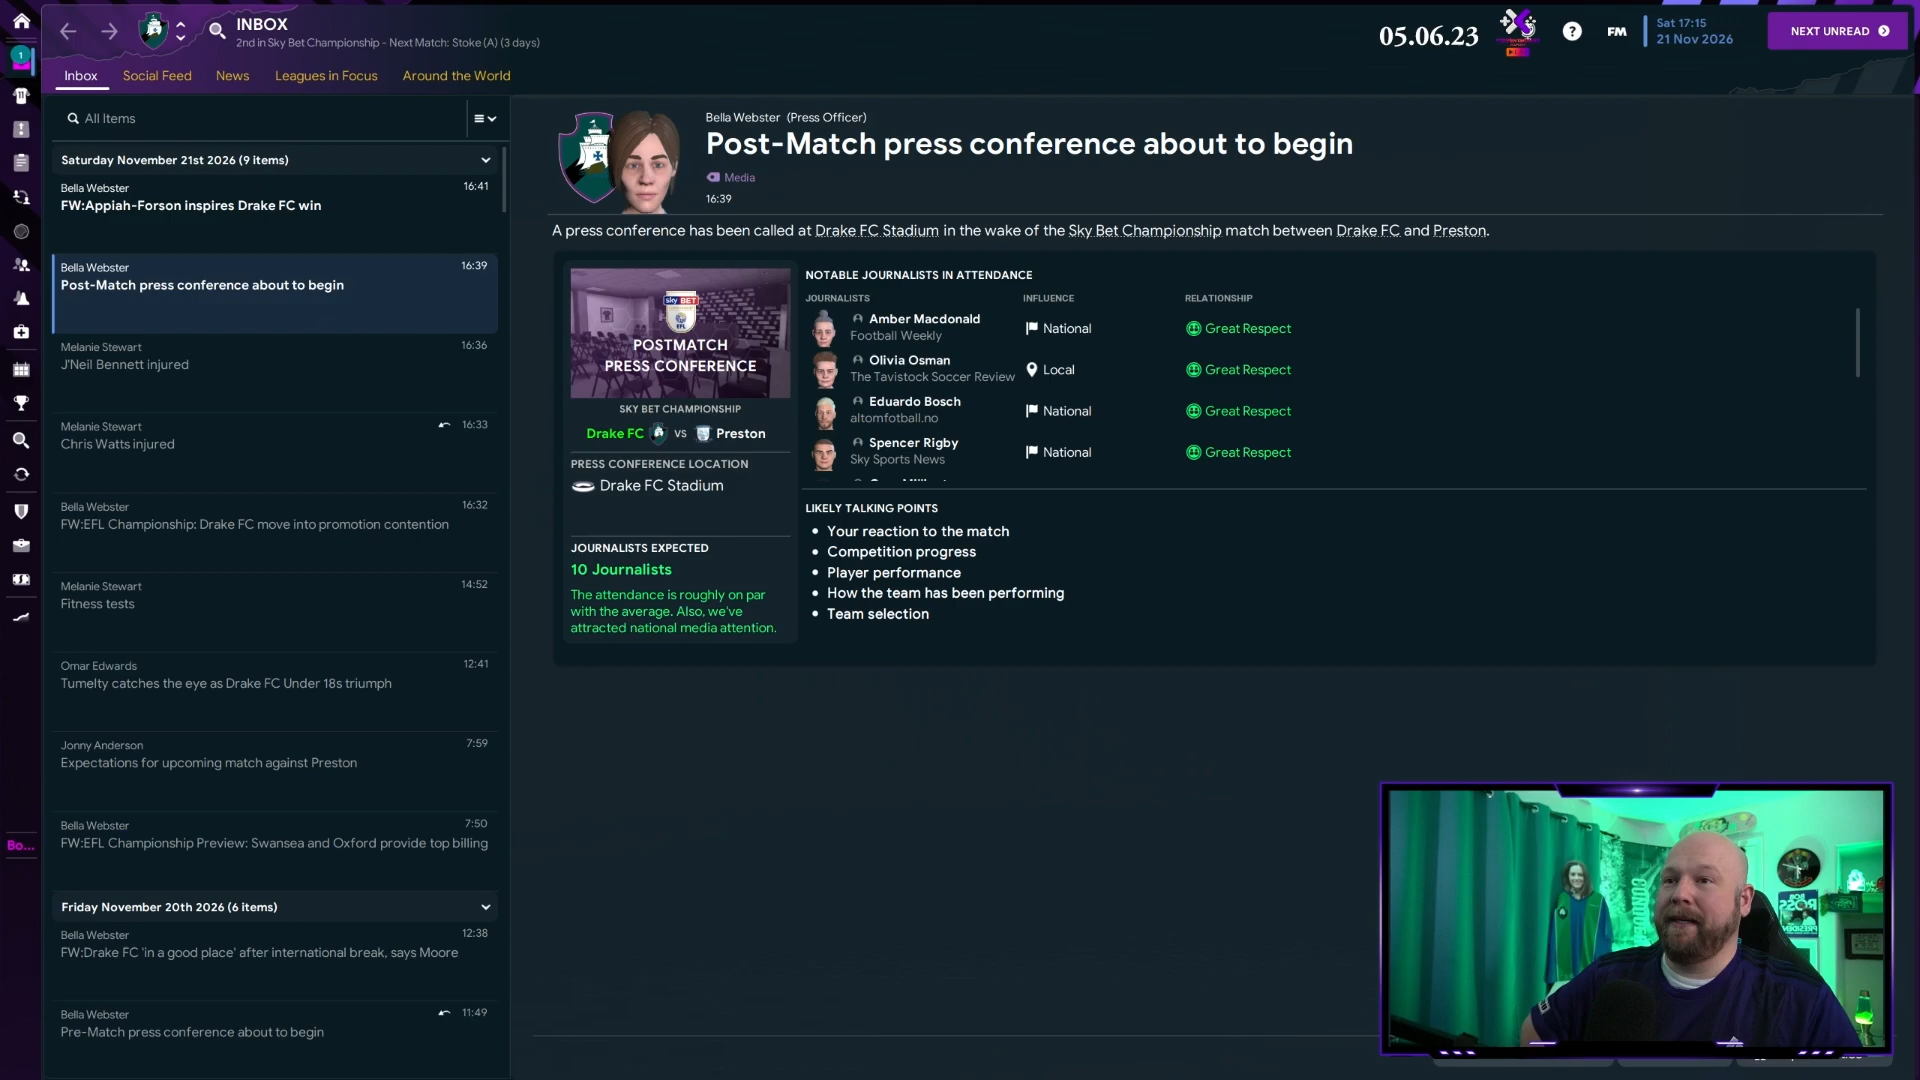 INBOX
2nd in Sky Bet Championship - Next Match: Stoke (A) (3 days)
05.06.23
FM
Sat 17:15
21 Nov 2026
NEXT UNREAD
1
Inbox
Social Feed
News
Leagues in Focus
Around the World
All Items
Saturday November 21st 2026 (9 items)
Bella Webster 16:41
FW:Appiah-Forson inspires Drake FC win
Bella Webster 16:39
Post-Match press conference about to begin
Melanie Stewart 16:36
J'Neil Bennett injured
Melanie Stewart 16:33
Chris Watts injured
Bella Webster 16:32
FW:EFL Championship: Drake FC move into promotion contention
Melanie Stewart 14:52
Fitness tests
Omar Edwards 12:41
Tumelty catches the eye as Drake FC Under 18s triumph
Jonny Anderson 7:59
Expectations for upcoming match against Preston
Bella Webster 7:50
FW:EFL Championship Preview: Swansea and Oxford provide top billing
Bo...
Friday November 20th 2026 (6 items)
Bella Webster 12:38
FW:Drake FC 'in a good place' after international break, says Moore
Bella Webster 11:49
Pre-Match press conference about to begin
Bella Webster (Press Officer)
Post-Match press conference about to begin
Media
16:39
A press conference has been called at Drake FC Stadium in the wake of the Sky Bet Championship match between Drake FC and Preston.
sky BET
EFL
POSTMATCH
PRESS CONFERENCE
SKY BET CHAMPIONSHIP
Drake FC VS Preston
PRESS CONFERENCE LOCATION
Drake FC Stadium
JOURNALISTS EXPECTED
10 Journalists
The attendance is roughly on par
with the average. Also, we've
attracted national media attention.
NOTABLE JOURNALISTS IN ATTENDANCE
JOURNALISTS INFLUENCE RELATIONSHIP
Amber Macdonald
Football Weekly
National
Great Respect
Olivia Osman
The Tavistock Soccer Review
Local
Great Respect
Eduardo Bosch
altomfotball.no
National
Great Respect
Spencer Rigby
Sky Sports News
National
Great Respect
LIKELY TALKING POINTS
Your reaction to the match
Competition progress
Player performance
How the team has been performing
Team selection